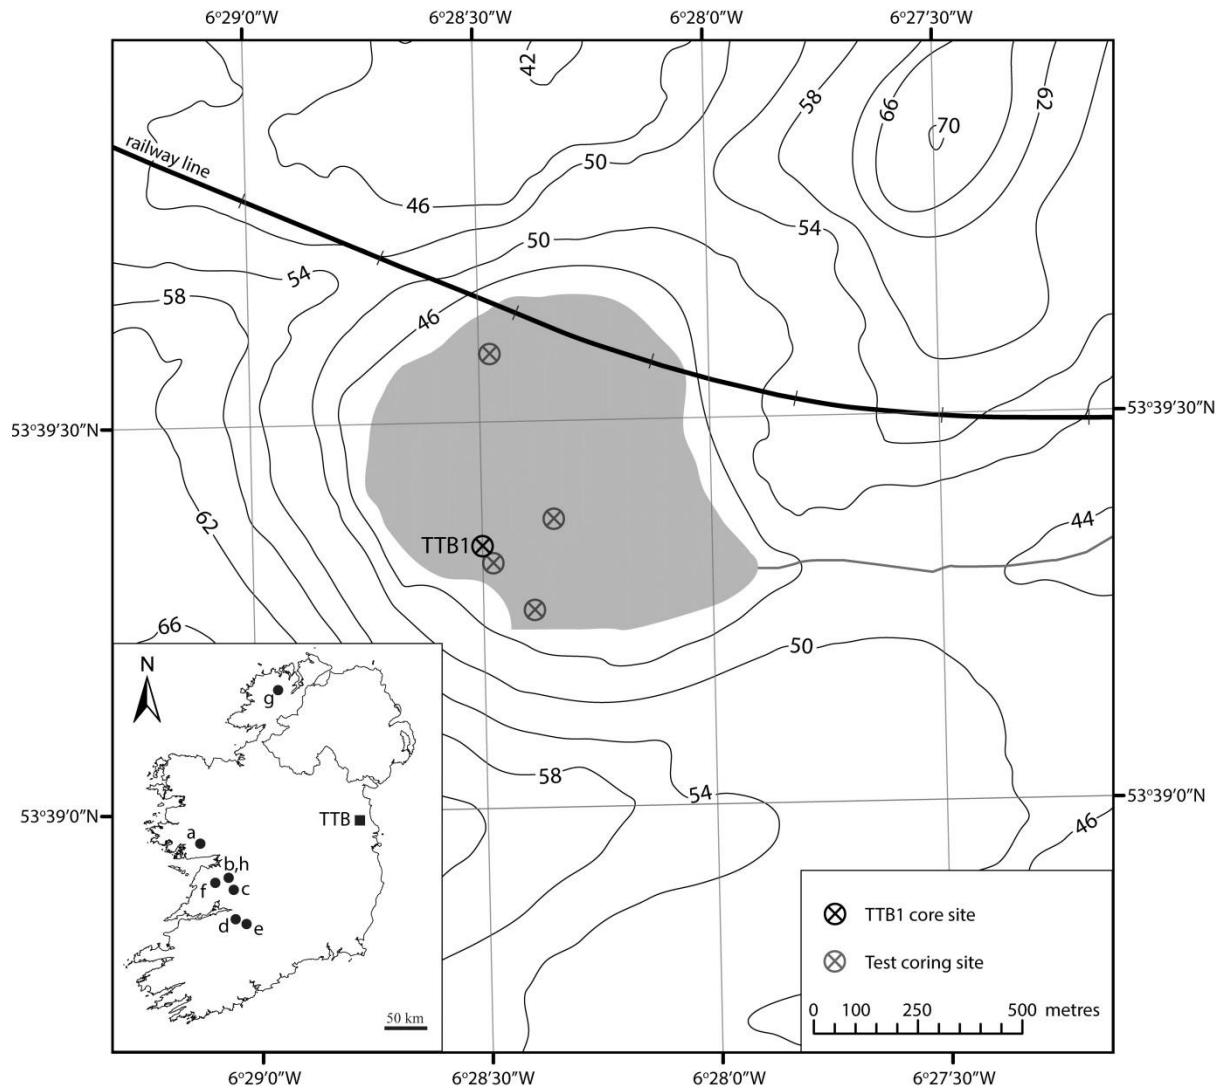 6°29’0”W
6°28’30”W
6°28’0”W
6°27’30”W
42
58
66
62
70
50
railway line
46
54
50
54
58
46
53°39’30”N
53°39’30”N
62
44
TTB1
66
50
N
g
58
54
TTB
53°39’0”N
53°39’0”N
46
a
b,h
f
c
d
e
50 km
TTB1 core site
Test coring site
0 100 250 500 metres
6°29’0”W
6°28’30”W
6°28’0”W
6°27’30”W